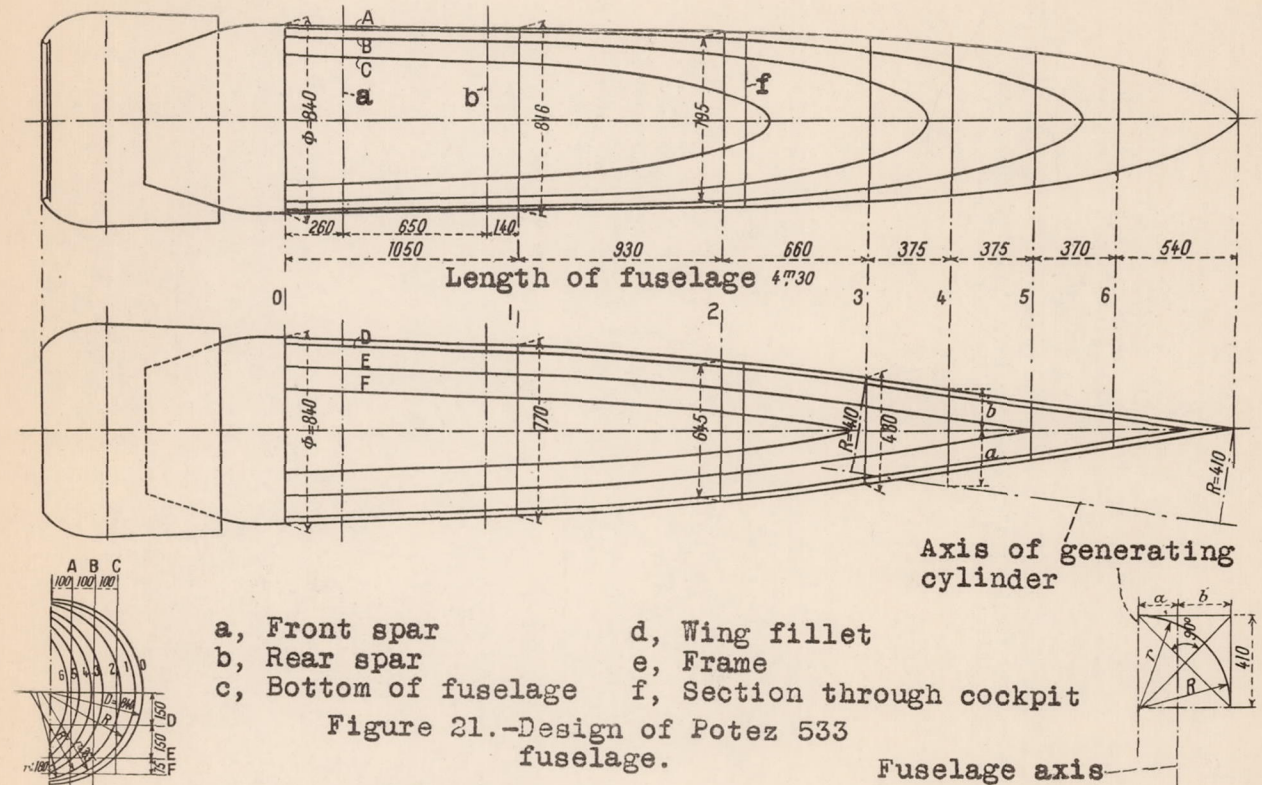 A
B
C
a
b
f
Φ=840
816
795
260
650
140
1050
930
660
375
375
370
540
Length of fuselage 4ᵐ30
0
1
2
3
4
5
6
D
E
F
Φ=840
770
645
R=410
480
b
a
R=410
Axis of generating
cylinder
A B C
100 100 100
6 5 4 3 2 1 0
R
150
D
150
E
75
F
r=180
a, Front spar
b, Rear spar
c, Bottom of fuselage
d, Wing fillet
e, Frame
f, Section through cockpit
a b
90°
r
R
410
Figure 21.-Design of Potez 533
fuselage.
Fuselage axis